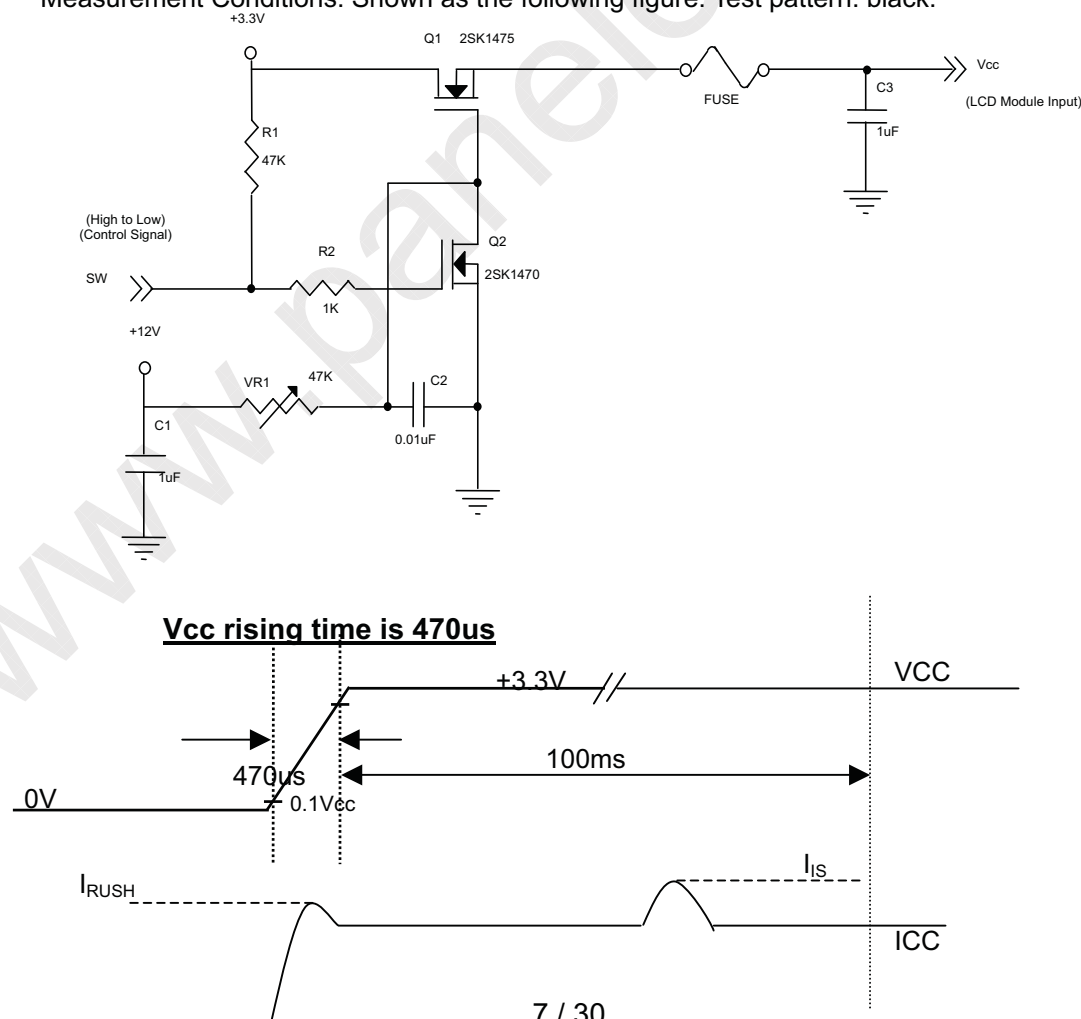 Measurement Conditions: Shown as the following figure. Test pattern: black.
+3.3V
Q1 2SK1475
Vcc
(LCD Module Input)
FUSE
C3
1uF
R1
47K
(High to Low)
(Control Signal)
SW
R2
1K
Q2
2SK1470
+12V
VR1
47K
C2
0.01uF
C1
1uF
Vcc rising time is 470us
+3.3V
VCC
470us
100ms
0V
0.1Vcc
IRUSH
IIS
ICC
7 / 30